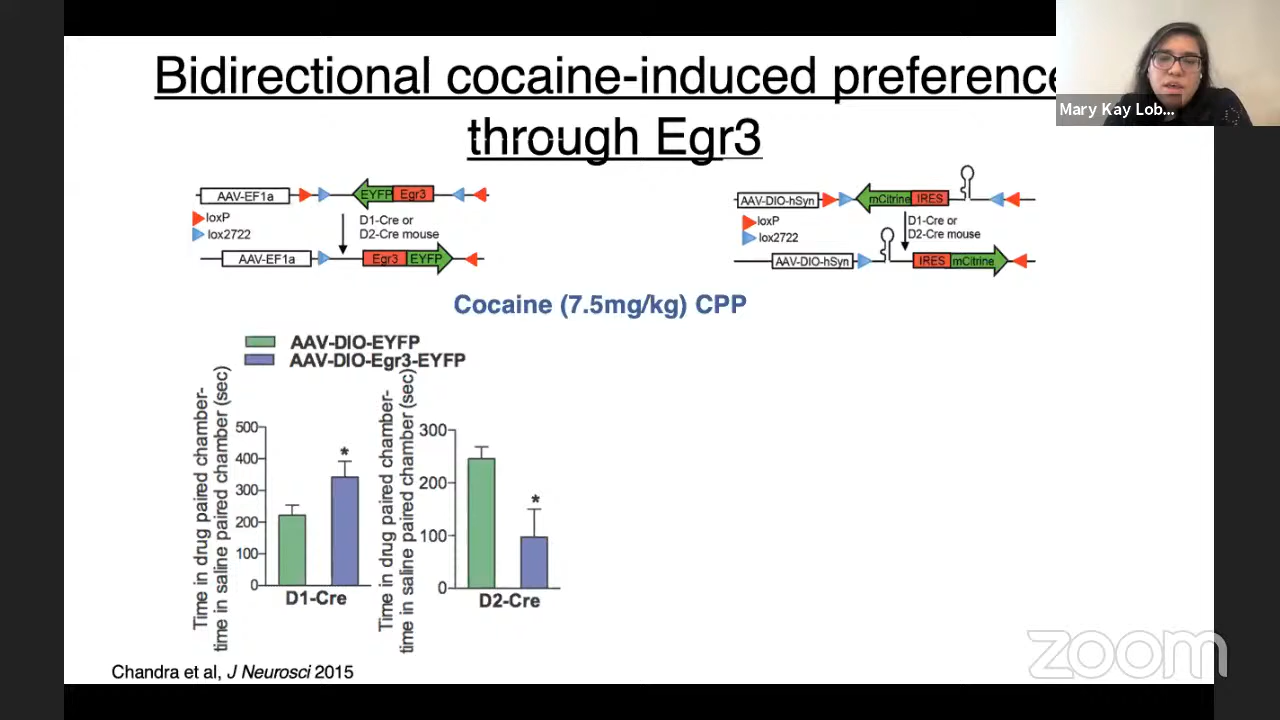 Bidirectional cocaine-induced preference
through Egr3
Mary Kay Lob...
AAV-EF1a
EYFP
Egr3
loxP
lox2722
D1-Cre or
D2-Cre mouse
AAV-EF1a
Egr3
EYFP
AAV-DIO-hSyn
mCitrine
IRES
loxP
lox2722
D1-Cre or
D2-Cre mouse
AAV-DIO-hSyn
IRES
mCitrine
Cocaine (7.5mg/kg) CPP
AAV-DIO-EYFP
AAV-DIO-Egr3-EYFP
Time in drug paired chamber-
time in saline paired chamber (sec)
500
400
300
200
100
0
*
D1-Cre
Time in drug paired chamber-
time in saline paired chamber (sec)
300
200
100
0
*
D2-Cre
Chandra et al, J Neurosci 2015
zoom